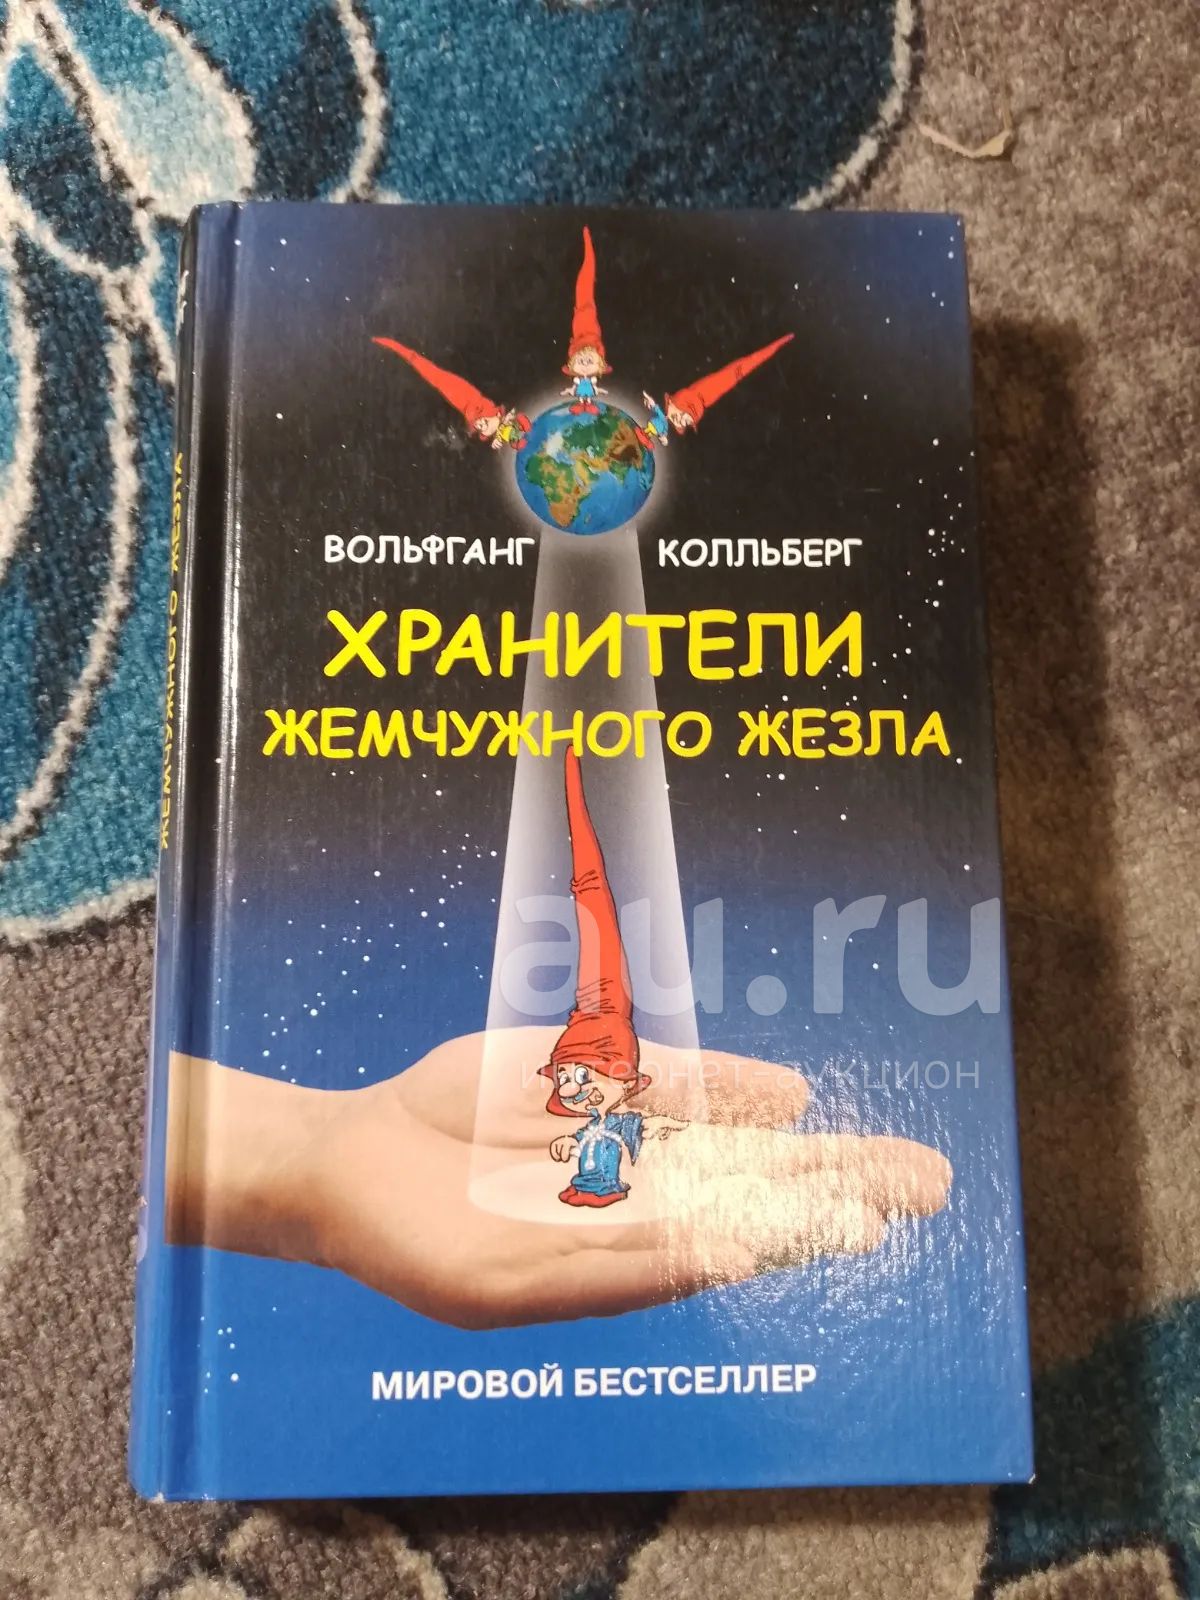 ВОЛЬФГАНГ КОЛЛЬБЕРГ
ХРАНИТЕЛИ
ЖЕМЧУЖНОГО ЖЕЗЛА
МИРОВОЙ БЕСТСЕЛЛЕР
ЖЕМЧУЖНОГО ЖЕЗЛА
au.ru
интернет-аукцион